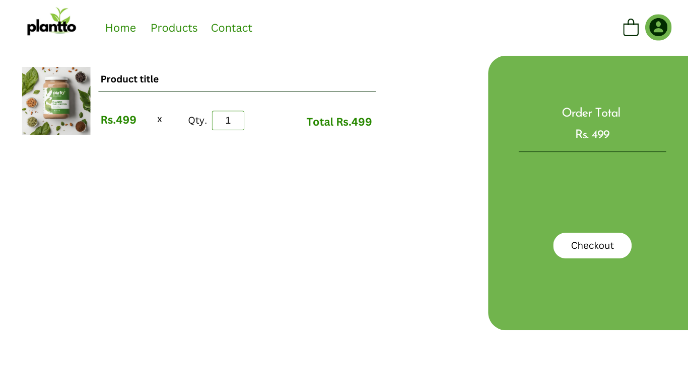 plantto
Home Products Contact
Product title
Rs.499 x Qty. 1 Total Rs.499
Order Total
Rs. 499
Checkout